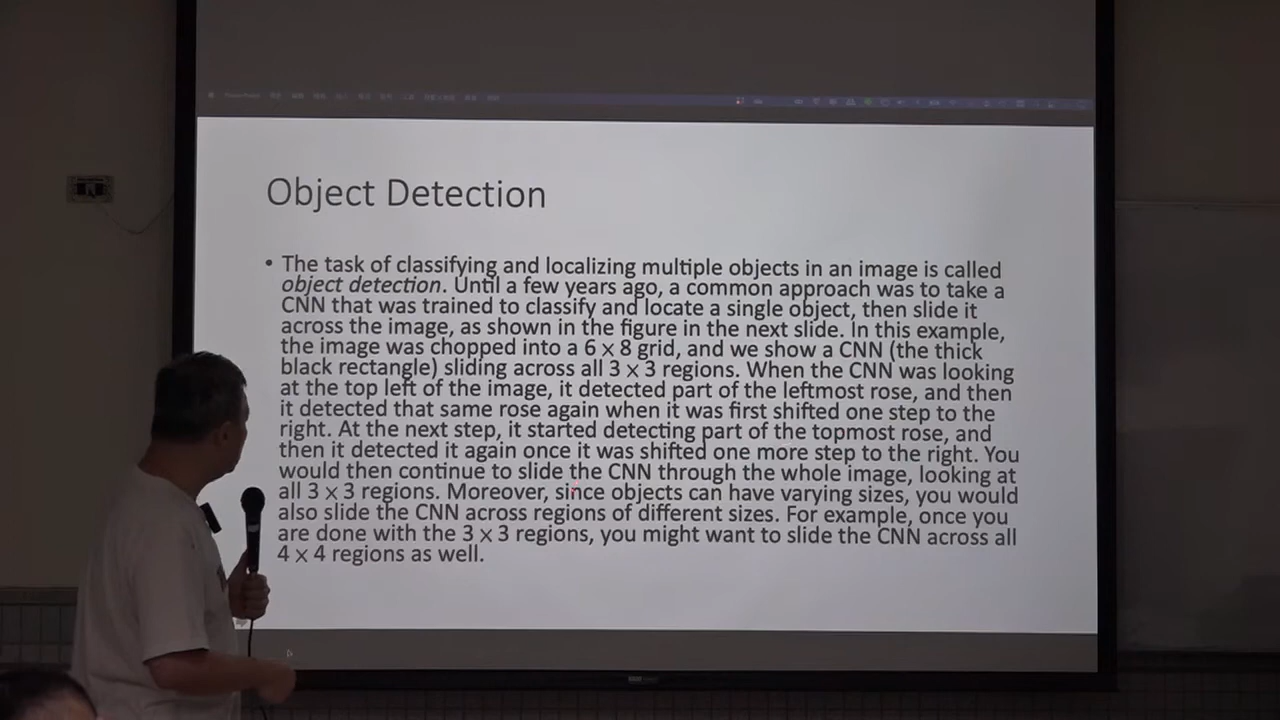 Object Detection
• The task of classifying and localizing multiple objects in an image is called
object detection. Until a few years ago, a common approach was to take a
CNN that was trained to classify and locate a single object, then slide it
across the image, as shown in the figure in the next slide. In this example,
the image was chopped into a 6 × 8 grid, and we show a CNN (the thick
black rectangle) sliding across all 3 × 3 regions. When the CNN was looking
at the top left of the image, it detected part of the leftmost rose, and then
it detected that same rose again when it was first shifted one step to the
right. At the next step, it started detecting part of the topmost rose, and
then it detected it again once it was shifted one more step to the right. You
would then continue to slide the CNN through the whole image, looking at
all 3 × 3 regions. Moreover, since objects can have varying sizes, you would
also slide the CNN across regions of different sizes. For example, once you
are done with the 3 × 3 regions, you might want to slide the CNN across all
4 × 4 regions as well.